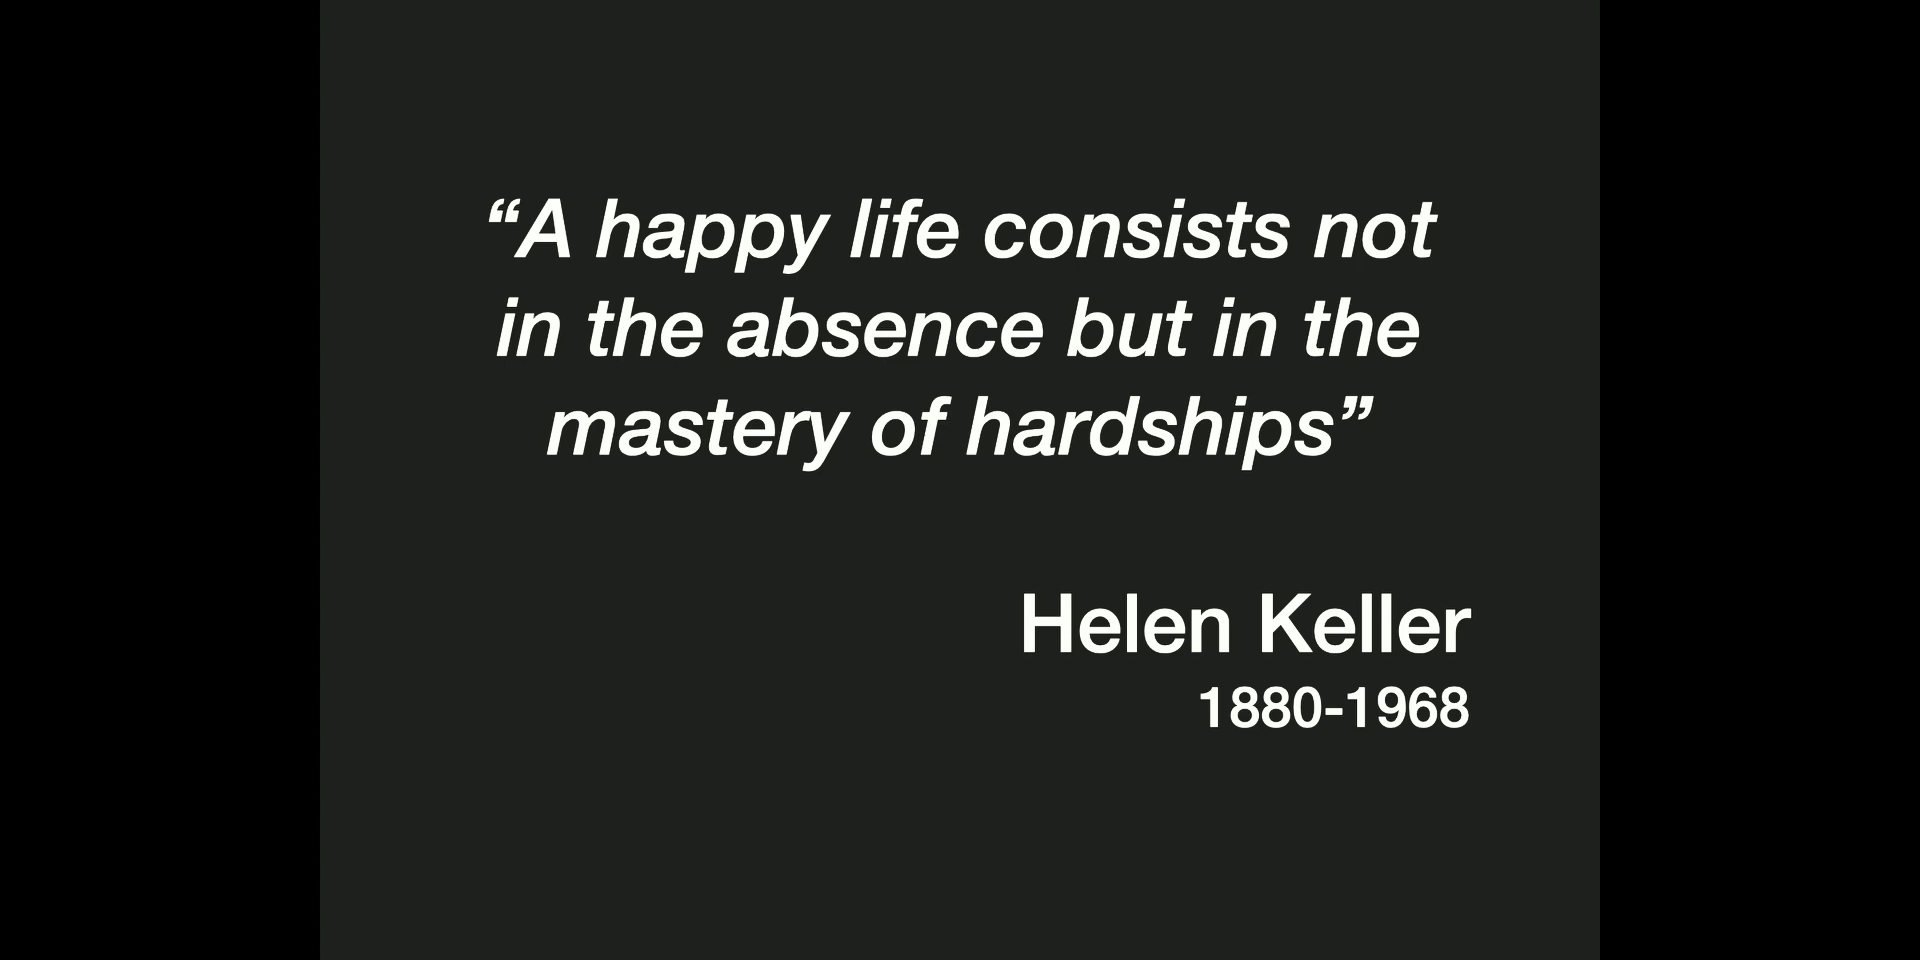 “A happy life consists not
in the absence but in the
mastery of hardships”
Helen Keller
1880-1968